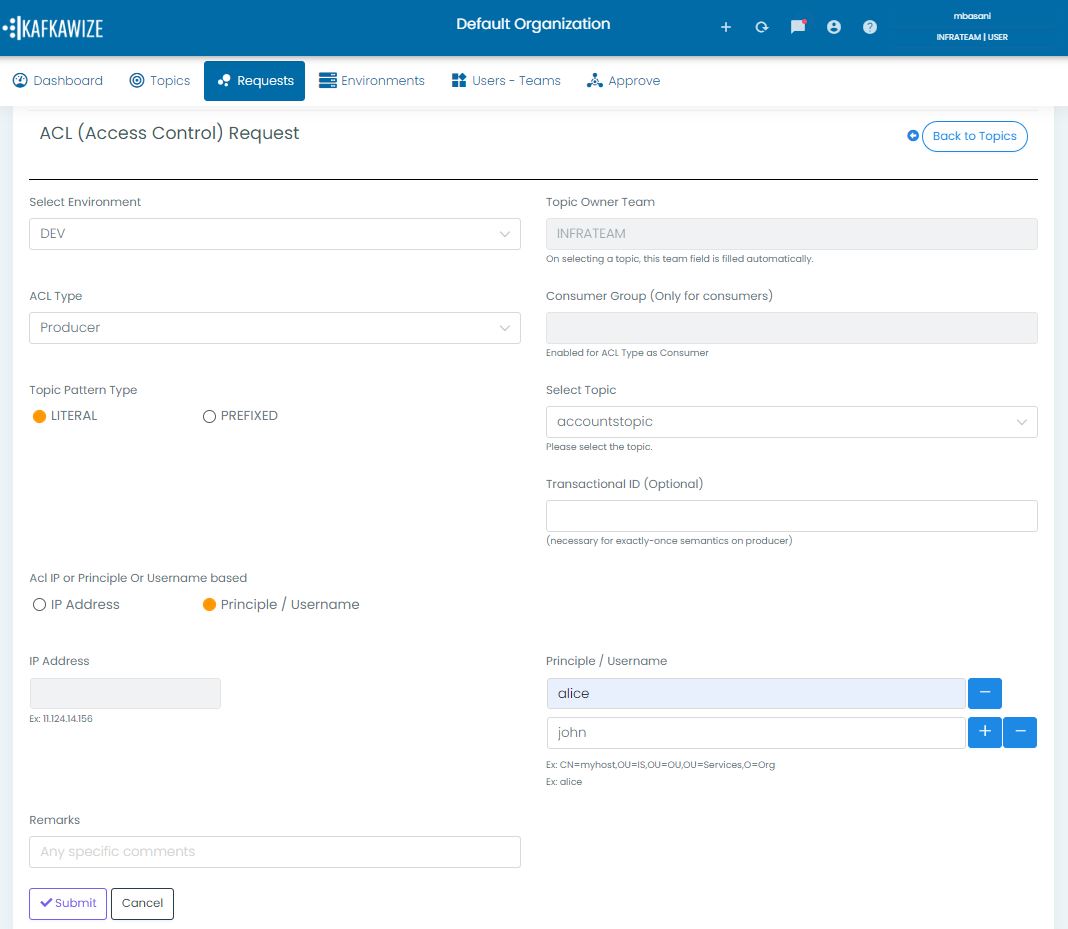 KAFKAWIZE
Default Organization
mbasani
INFRATEAM | USER
Dashboard
Topics
Requests
Environments
Users - Teams
Approve
ACL (Access Control) Request
Back to Topics
Select Environment
DEV
Topic Owner Team
INFRATEAM
On selecting a topic, this team field is filled automatically.
ACL Type
Producer
Consumer Group (Only for consumers)
Enabled for ACL Type as Consumer
Topic Pattern Type
LITERAL
PREFIXED
Select Topic
accountstopic
Please select the topic.
Transactional ID (Optional)
(necessary for exactly-once semantics on producer)
Acl IP or Principle Or Username based
IP Address
Principle / Username
IP Address
Ex: 11.124.14.156
Principle / Username
alice
john
Ex: CN=myhost,OU=IS,OU=OU,OU=Services,O=Org
Ex: alice
Remarks
Any specific comments
Submit
Cancel